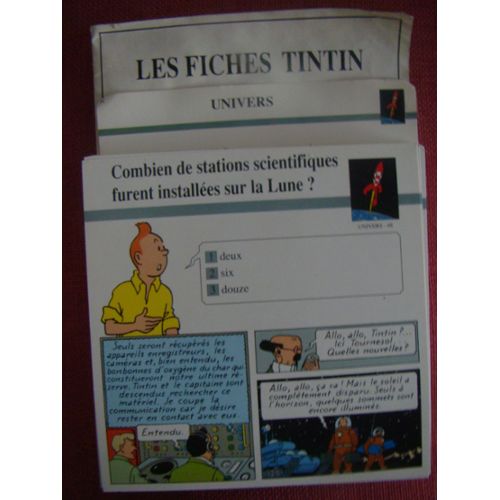 LES FICHES TINTIN
UNIVERS
Combien de stations scientifiques
furent installées sur la Lune ?
1 deux
2 six
3 douze
Seuls seront récupérés les
appareils enregistreurs, les
caméras et, bien entendu, les
bonbonnes d'oxygène du char qui
constitueront notre ultime ré-
serve. Tintin et le capitaine sont
descendus rechercher ce
matériel. Je coupe la
communication car je désire
rester en contact avec eux.
Entendu.
Allo, allo, Tintin ?...
Ici Tournesol.
Quelles nouvelles ?
Allo, allo, ça va ! Mais le soleil a
complètement disparu. Seuls à
l'horizon, quelques sommets sont
encore illuminés.